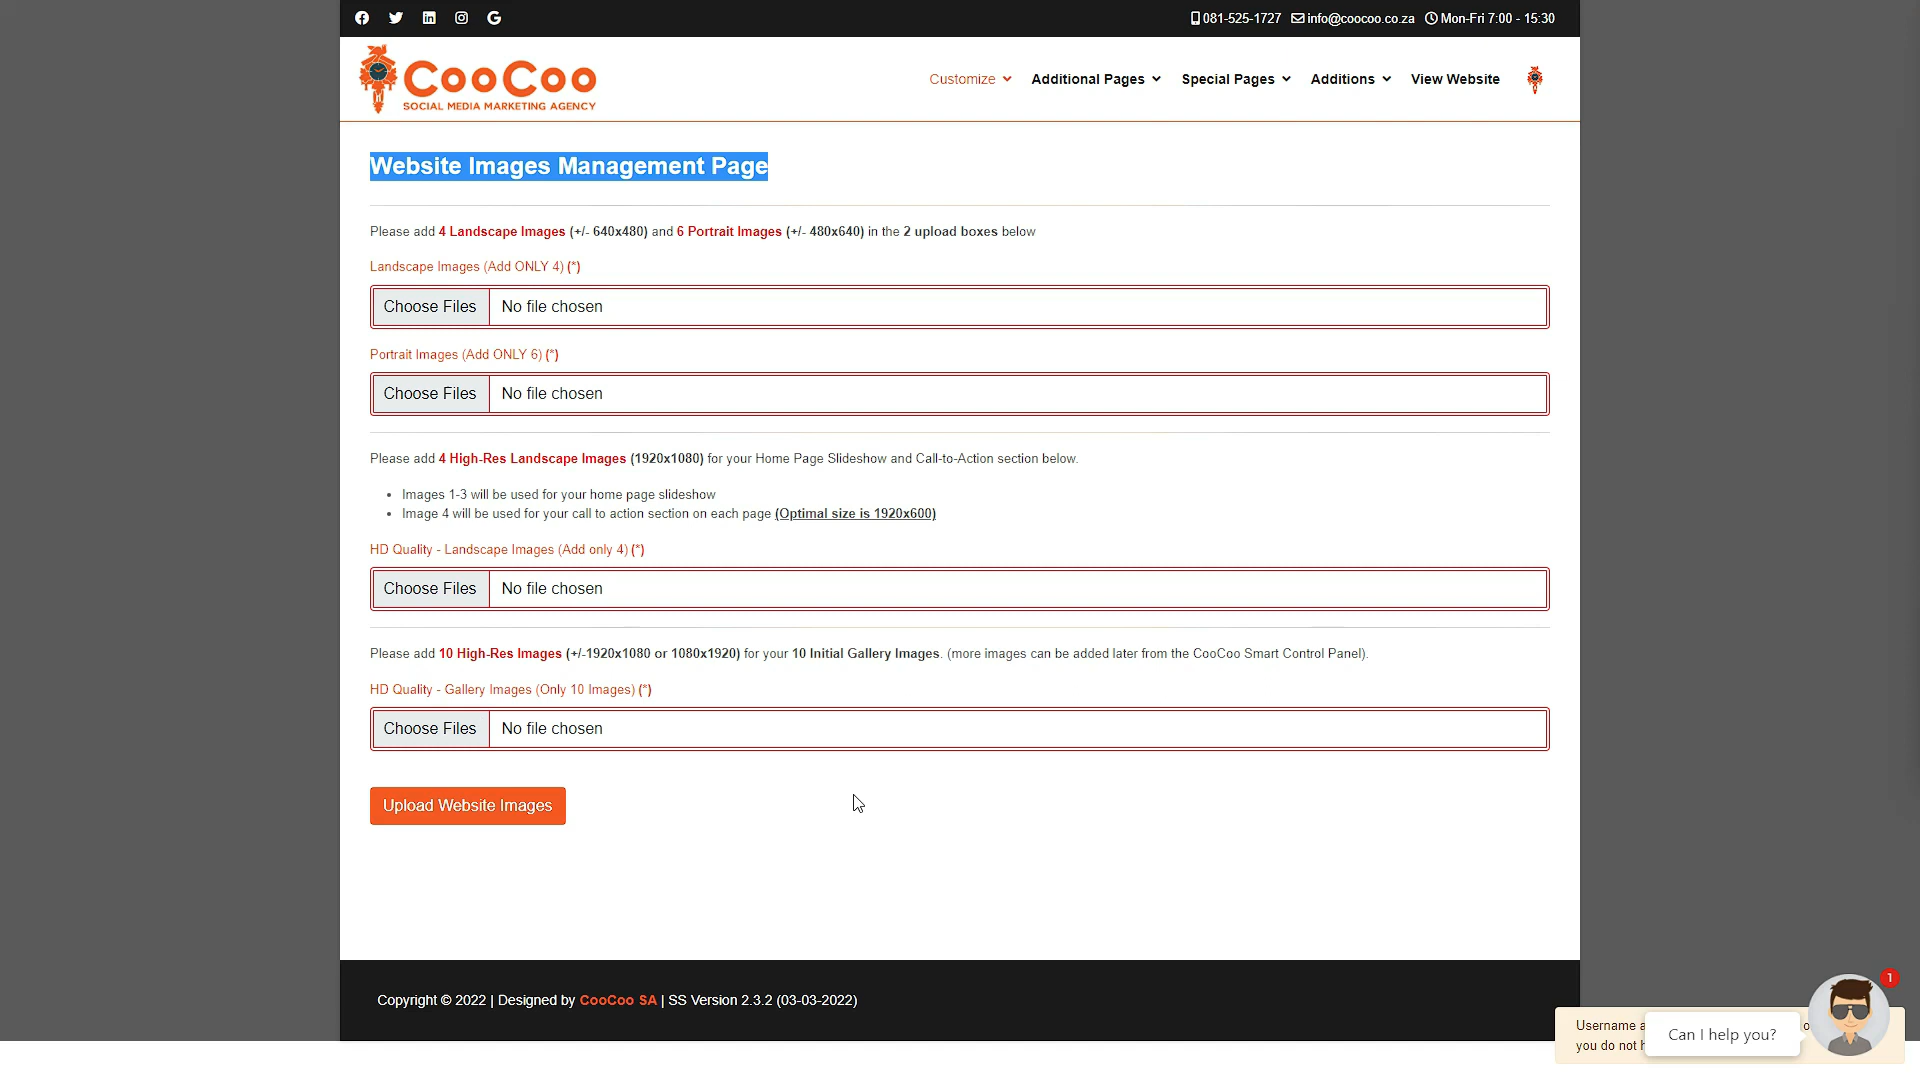 081-525-1727 info@coocoo.co.za Mon-Fri 7:00 - 15:30
CooCoo
SOCIAL MEDIA MARKETING AGENCY
Customize Additional Pages Special Pages Additions View Website
Website Images Management Page
Please add 4 Landscape Images (+/- 640x480) and 6 Portrait Images (+/- 480x640) in the 2 upload boxes below
Landscape Images (Add ONLY 4) (*)
Choose Files No file chosen
Portrait Images (Add ONLY 6) (*)
Choose Files No file chosen
Please add 4 High-Res Landscape Images (1920x1080) for your Home Page Slideshow and Call-to-Action section below.
• Images 1-3 will be used for your home page slideshow
• Image 4 will be used for your call to action section on each page (Optimal size is 1920x600)
HD Quality - Landscape Images (Add only 4) (*)
Choose Files No file chosen
Please add 10 High-Res Images (+/-1920x1080 or 1080x1920) for your 10 Initial Gallery Images. (more images can be added later from the CooCoo Smart Control Panel).
HD Quality - Gallery Images (Only 10 Images) (*)
Choose Files No file chosen
Upload Website Images
Copyright © 2022 | Designed by CooCoo SA | SS Version 2.3.2 (03-03-2022)
1
Username
you do not
Can I help you?